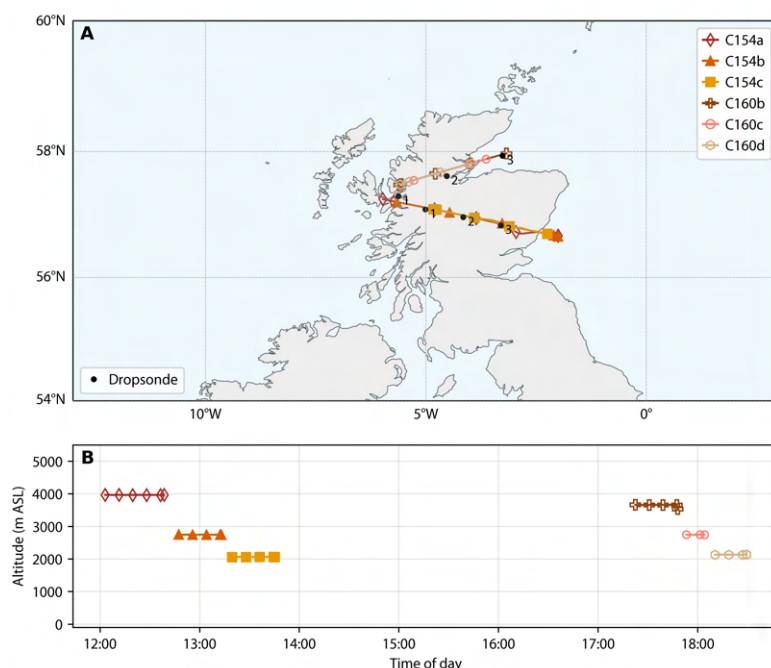 60°N
A
C154a
C154b
C154c
C160b
C160c
C160d
58°N
3
2
1
1
2
3
56°N
Dropsonde
54°N
10°W
5°W
0°
B
5000
4000
3000
2000
1000
0
Altitude (m ASL)
12:00
13:00
14:00
15:00
16:00
17:00
18:00
Time of day